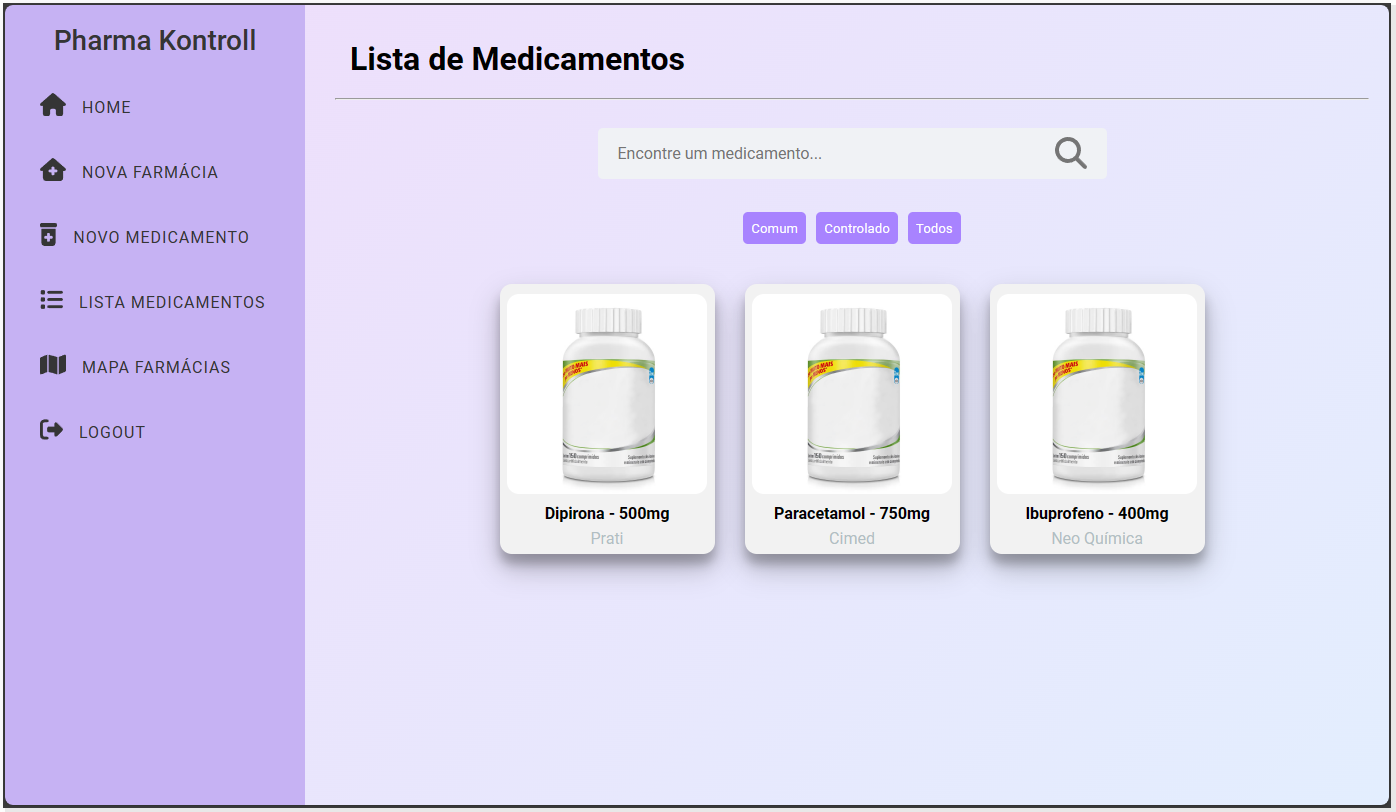 Pharma Kontroll
HOME
NOVA FARMÁCIA
NOVO MEDICAMENTO
LISTA MEDICAMENTOS
MAPA FARMÁCIAS
LOGOUT
Lista de Medicamentos
Encontre um medicamento...
Comum Controlado Todos
Dipirona - 500mg
Prati
Paracetamol - 750mg
Cimed
Ibuprofeno - 400mg
Neo Química